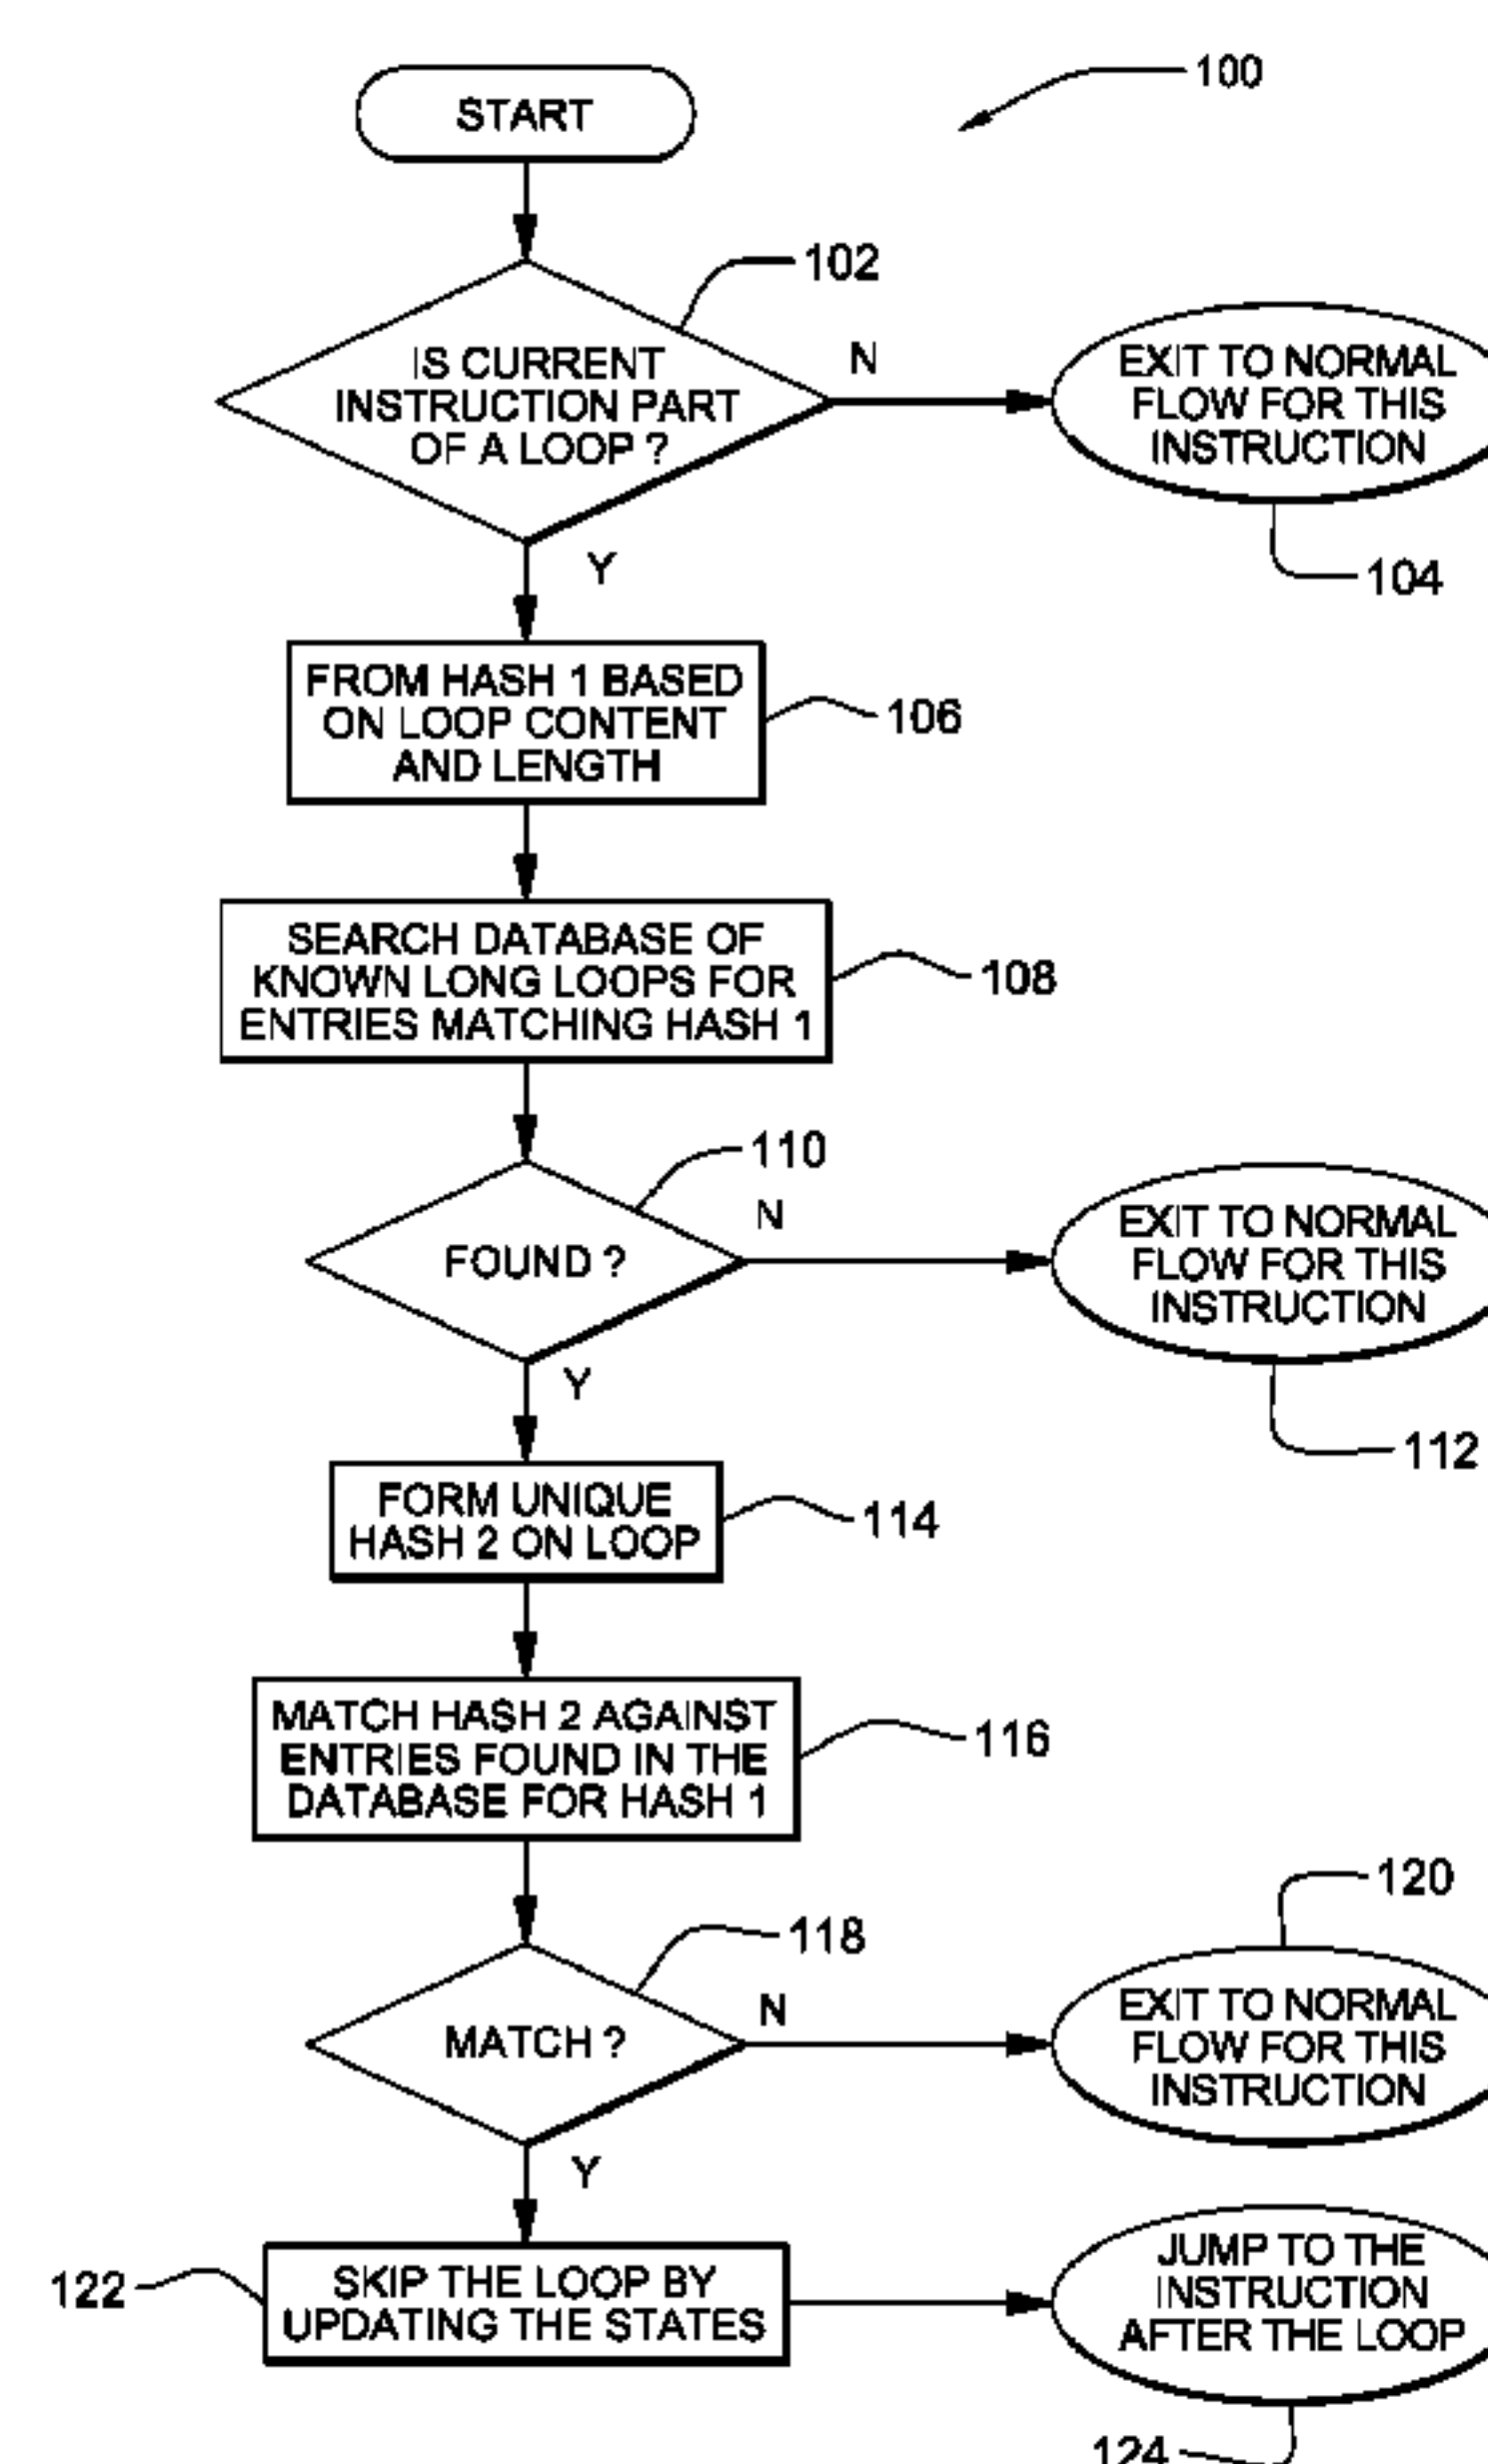 START
100
102
IS CURRENT
INSTRUCTION PART
OF A LOOP ?
N
EXIT TO NORMAL
FLOW FOR THIS
INSTRUCTION
104
Y
FROM HASH 1 BASED
ON LOOP CONTENT
AND LENGTH
106
SEARCH DATABASE OF
KNOWN LONG LOOPS FOR
ENTRIES MATCHING HASH 1
108
110
FOUND ?
N
EXIT TO NORMAL
FLOW FOR THIS
INSTRUCTION
112
Y
FORM UNIQUE
HASH 2 ON LOOP
114
MATCH HASH 2 AGAINST
ENTRIES FOUND IN THE
DATABASE FOR HASH 1
116
118
MATCH ?
N
120
EXIT TO NORMAL
FLOW FOR THIS
INSTRUCTION
Y
122
SKIP THE LOOP BY
UPDATING THE STATES
JUMP TO THE
INSTRUCTION
AFTER THE LOOP
124